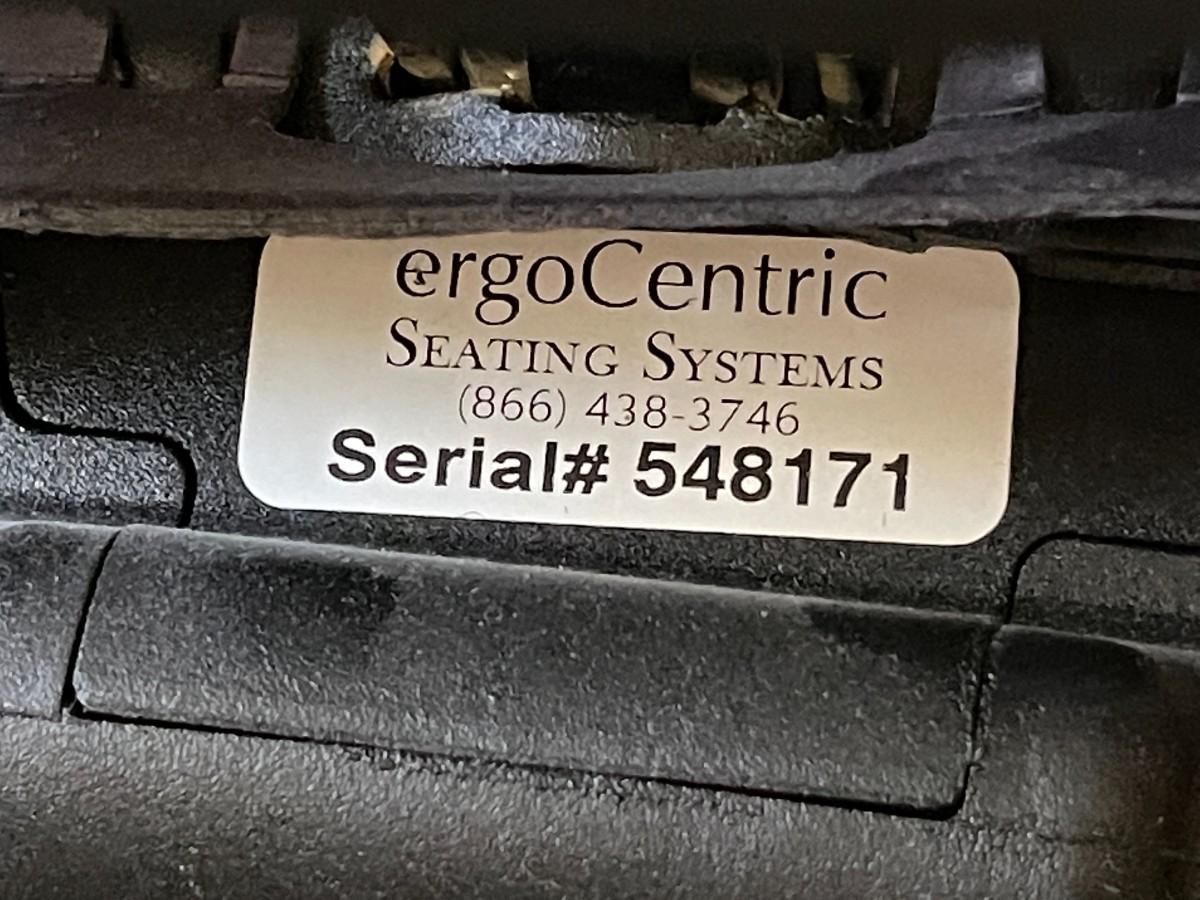 ergoCentric
SEATING SYSTEMS
(866) 438-3746
Serial# 548171